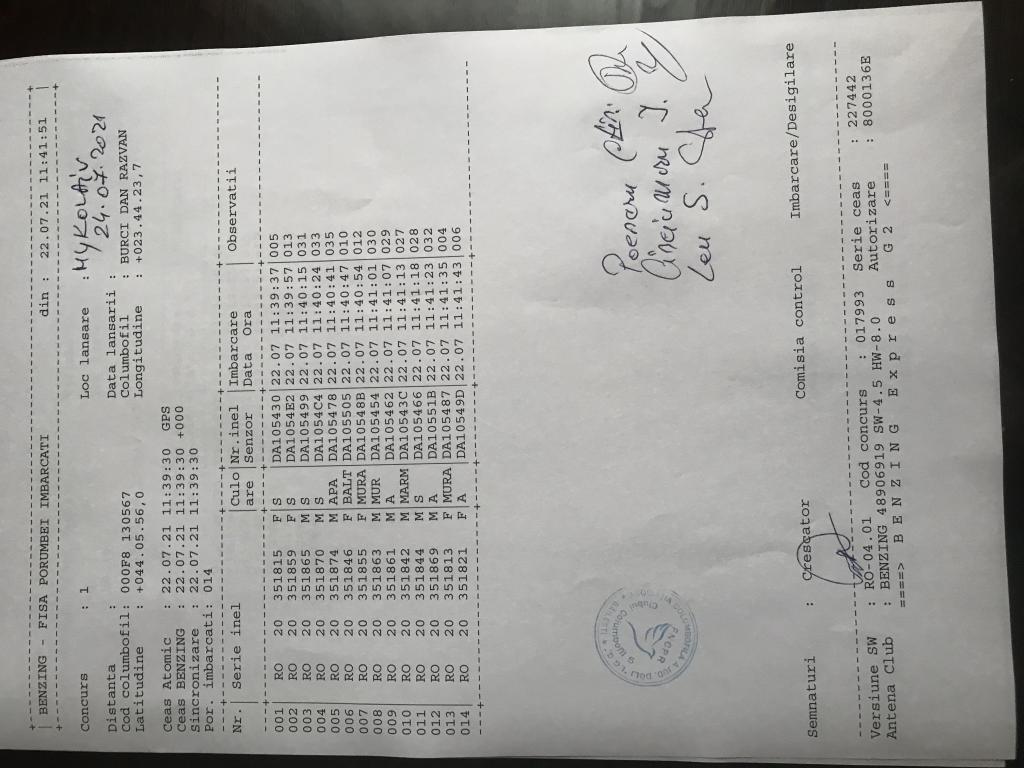 BENZING - FISA PORUMBEI IMBARCATI din : 22.07.21 11:41:51
Concurs : 1 Loc lansare : MYKOLAIV
Distanta : Data lansarii : 24.07.2021
Cod columbofil: 000F8 130567 Columbofil : BURCI DAN RAZVAN
Latitudine : +044.05.56,0 Longitudine : +023.44.23,7
Ceas Atomic : 22.07.21 11:39:30 GPS
Ceas BENZING : 22.07.21 11:39:30 +000
Sincronizare : 22.07.21 11:39:30
Por. imbarcati: 014
Nr.| Serie inel |Culo|Nr.inel |Imbarcare |Observatii
| |are |Senzor |Data Ora |
001| RO 20 351815 F|S |DA105430|22.07 11:39:37|005
002| RO 20 351859 F|S |DA1054E2|22.07 11:39:57|013
003| RO 20 351865 M|S |DA105499|22.07 11:40:15|031
004| RO 20 351870 M|S |DA1054C4|22.07 11:40:24|033
005| RO 20 351874 M|APA |DA105478|22.07 11:40:41|035
006| RO 20 351846 F|BALT|DA105505|22.07 11:40:47|010
007| RO 20 351855 F|MURA|DA10548B|22.07 11:40:54|012
008| RO 20 351863 M|MUR |DA105454|22.07 11:41:01|030
009| RO 20 351861 M|A |DA105462|22.07 11:41:07|029
010| RO 20 351842 M|MARM|DA10543C|22.07 11:41:13|027
011| RO 20 351844 M|S |DA105466|22.07 11:41:18|028
012| RO 20 351869 M|A |DA10551B|22.07 11:41:23|032
013| RO 20 351813 F|MURA|DA105487|22.07 11:41:35|004
014| RO 20 351821 F|A |DA10549D|22.07 11:41:43|006
Poenaru
J.
Leu S.
FNCPR
Clubul
Semnaturi : Crescator Comisia control Imbarcare/Desigilare
Versiune SW : RO-04.01 Cod concurs : 017993 Serie ceas : 227442
Antena Club : BENZING 48906919 SW-4.5 HW-8.0 Autorizare : 8000136E
====> B E N Z I N G E x p r e s s G 2 <====